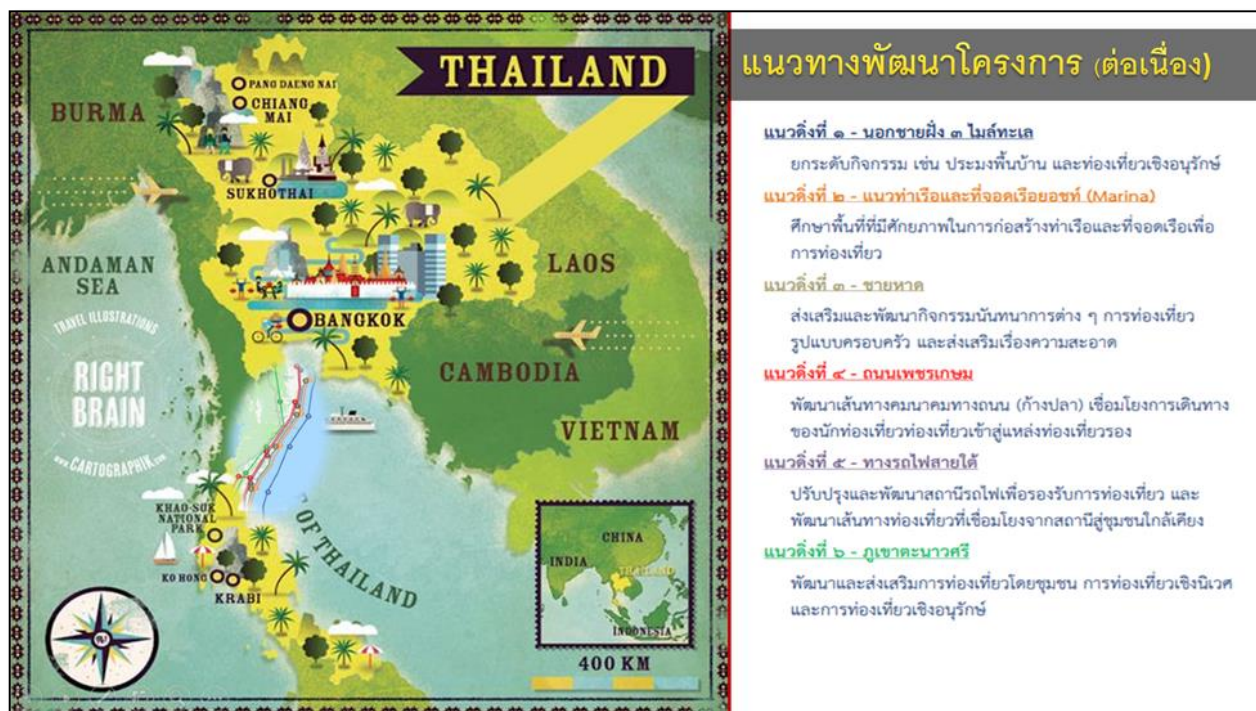 THAILAND
PANG DAENG NAI
CHIANG
MAI
BURMA
SUKHOTHAI
ANDAMAN
SEA
LAOS
BANGKOK
TRAVEL ILLUSTRATIONS
RIGHT
BRAIN
www.CARTOGRAPHIK.com
CAMBODIA
VIETNAM
KHAO-SUK
NATIONAL
PARK
KO HONG
KRABI
OF THAILAND
CHINA
INDIA
THAILAND
INDONESIA
400 KM
แนวทางพัฒนาโครงการ (ต่อเนื่อง)
แนวดิ่งที่ ๑ - นอกชายฝั่ง ๓ ไมล์ทะเล
ยกระดับกิจกรรม เช่น ประมงพื้นบ้าน และท่องเที่ยวเชิงอนุรักษ์
แนวดิ่งที่ ๒ - แนวท่าเรือและที่จอดเรือยอชท์ (Marina)
ศึกษาพื้นที่ที่มีศักยภาพในการก่อสร้างท่าเรือและที่จอดเรือเพื่อ
การท่องเที่ยว
แนวดิ่งที่ ๓ - ชายหาด
ส่งเสริมและพัฒนากิจกรรมนันทนาการต่าง ๆ การท่องเที่ยว
รูปแบบครอบครัว และส่งเสริมเรื่องความสะอาด
แนวดิ่งที่ ๔ - ถนนเพชรเกษม
พัฒนาเส้นทางคมนาคมทางถนน (ก้างปลา) เชื่อมโยงการเดินทาง
ของนักท่องเที่ยวท่องเที่ยวเข้าสู่แหล่งท่องเที่ยวรอง
แนวดิ่งที่ ๕ - ทางรถไฟสายใต้
ปรับปรุงและพัฒนาสถานีรถไฟเพื่อรองรับการท่องเที่ยว และ
พัฒนาเส้นทางท่องเที่ยวที่เชื่อมโยงจากสถานีสู่ชุมชนใกล้เคียง
แนวดิ่งที่ ๖ - ภูเขาตะนาวศรี
พัฒนาและส่งเสริมการท่องเที่ยวโดยชุมชน การท่องเที่ยวเชิงนิเวศ
และการท่องเที่ยวเชิงอนุรักษ์